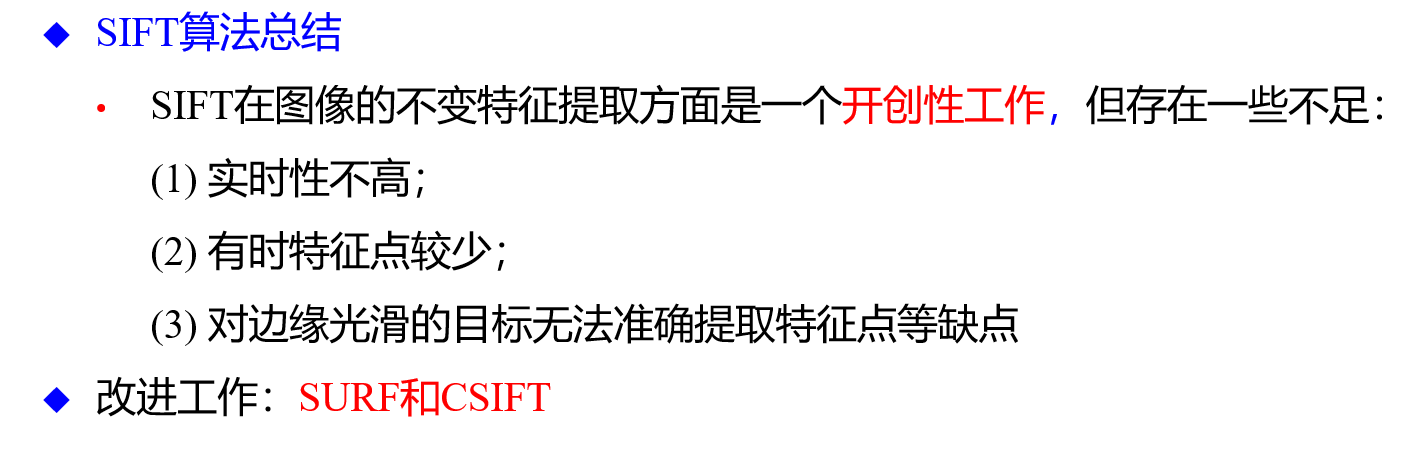 ◆ SIFT算法总结
• SIFT在图像的不变特征提取方面是一个开创性工作，但存在一些不足：
(1) 实时性不高；
(2) 有时特征点较少；
(3) 对边缘光滑的目标无法准确提取特征点等缺点
◆ 改进工作：SURF和CSIFT